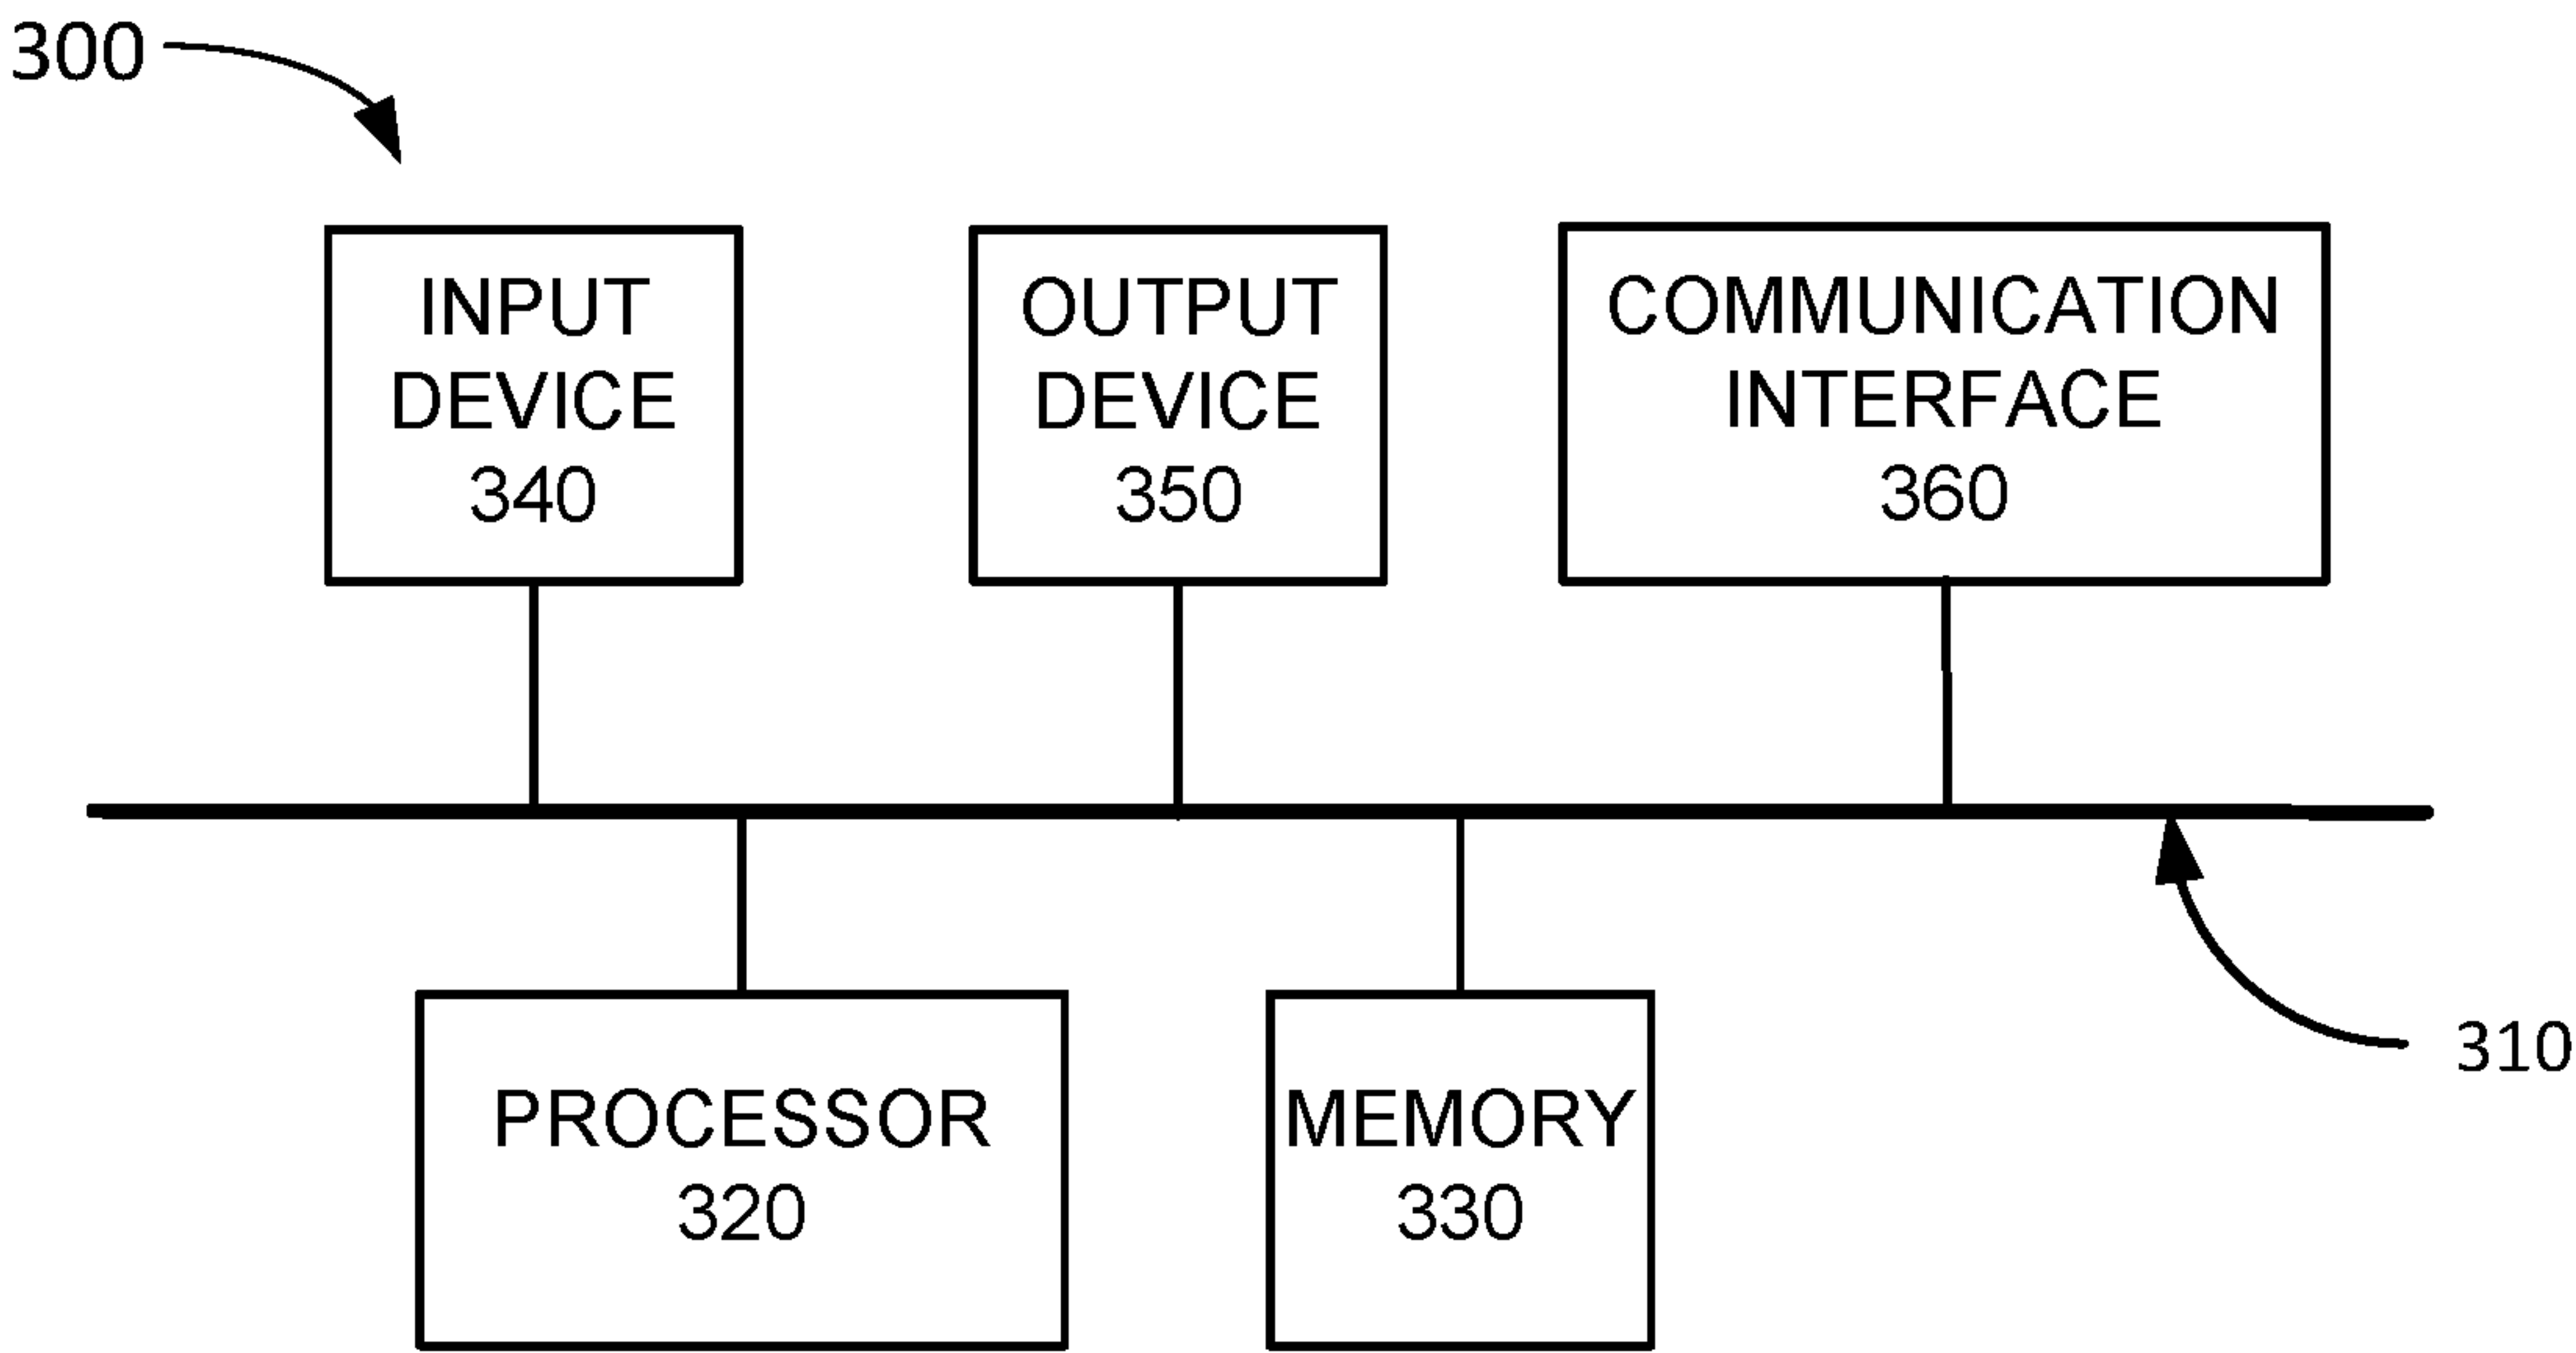 300
INPUT
DEVICE
340
OUTPUT
DEVICE
350
COMMUNICATION
INTERFACE
360
PROCESSOR
320
MEMORY
330
310